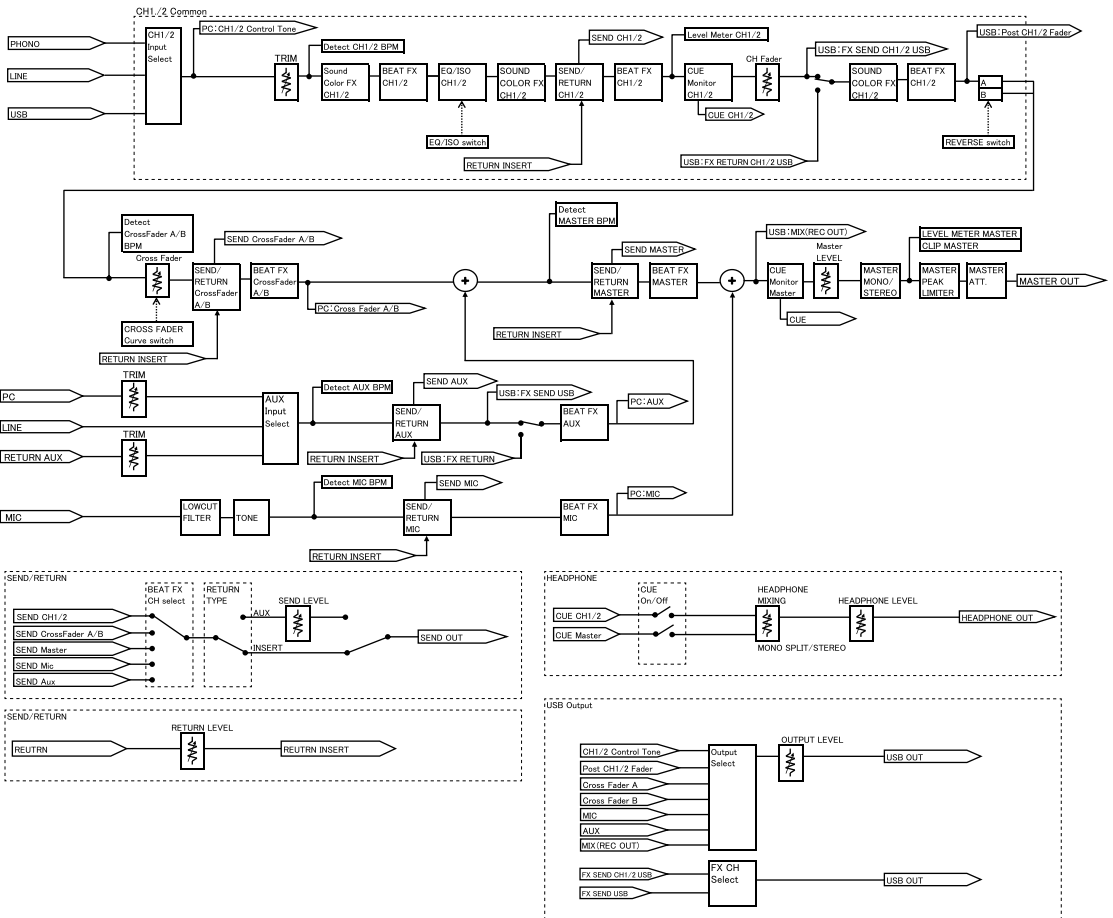 CH1./2 Common
PHONO
LINE
USB
CH1/2
Input
Select
PC:CH1/2 Control Tone
TRIM
Detect CH1/2 BPM
Sound
Color FX
CH1/2
BEAT FX
CH1/2
EQ/ISO
CH1/2
EQ/ISO switch
SOUND
COLOR FX
CH1/2
SEND CH1/2
SEND/
RETURN
CH1/2
RETURN INSERT
BEAT FX
CH1/2
Level Meter CH1/2
CUE
Monitor
CH1/2
CUE CH1/2
CH Fader
USB:FX SEND CH1/2 USB
USB:FX RETURN CH1/2 USB
SOUND
COLOR FX
CH1/2
BEAT FX
CH1/2
USB:Post CH1/2 Fader
A
B
REVERSE switch
Detect
CrossFader A/B
BPM
Cross Fader
CROSS FADER
Curve switch
SEND CrossFader A/B
SEND/
RETURN
CrossFader
A/B
RETURN INSERT
BEAT FX
CrossFader
A/B
PC:Cross Fader A/B
+
Detect
MASTER BPM
SEND MASTER
SEND/
RETURN
MASTER
RETURN INSERT
BEAT FX
MASTER
+
USB:MIX(REC OUT)
CUE
Monitor
Master
CUE
Master
LEVEL
MASTER
MONO/
STEREO
LEVEL METER MASTER
CLIP MASTER
MASTER
PEAK
LIMITER
MASTER
ATT.
MASTER OUT
PC
LINE
RETURN AUX
TRIM
TRIM
AUX
Input
Select
Detect AUX BPM
SEND AUX
SEND/
RETURN
AUX
RETURN INSERT
USB:FX SEND USB
USB:FX RETURN
BEAT FX
AUX
PC:AUX
MIC
LOWCUT
FILTER
TONE
Detect MIC BPM
SEND MIC
SEND/
RETURN
MIC
RETURN INSERT
BEAT FX
MIC
PC:MIC
SEND/RETURN
BEAT FX
CH select
RETURN
TYPE
SEND CH1/2
SEND CrossFader A/B
SEND Master
SEND Mic
SEND Aux
AUX
SEND LEVEL
INSERT
SEND OUT
SEND/RETURN
REUTRN
RETURN LEVEL
REUTRN INSERT
HEADPHONE
CUE
On/Off
CUE CH1/2
CUE Master
HEADPHONE
MIXING
MONO SPLIT/STEREO
HEADPHONE LEVEL
HEADPHONE OUT
USB Output
CH1/2 Control Tone
Post CH1/2 Fader
Cross Fader A
Cross Fader B
MIC
AUX
MIX(REC OUT)
Output
Select
OUTPUT LEVEL
USB OUT
FX SEND CH1/2 USB
FX SEND USB
FX CH
Select
USB OUT